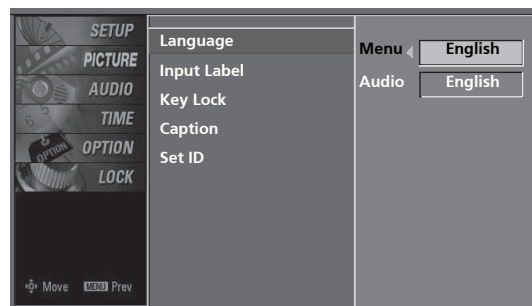 SETUP
PICTURE
AUDIO
TIME
OPTION
LOCK
Move MENU Prev
Language
Input Label
Key Lock
Caption
Set ID
Menu English
Audio English